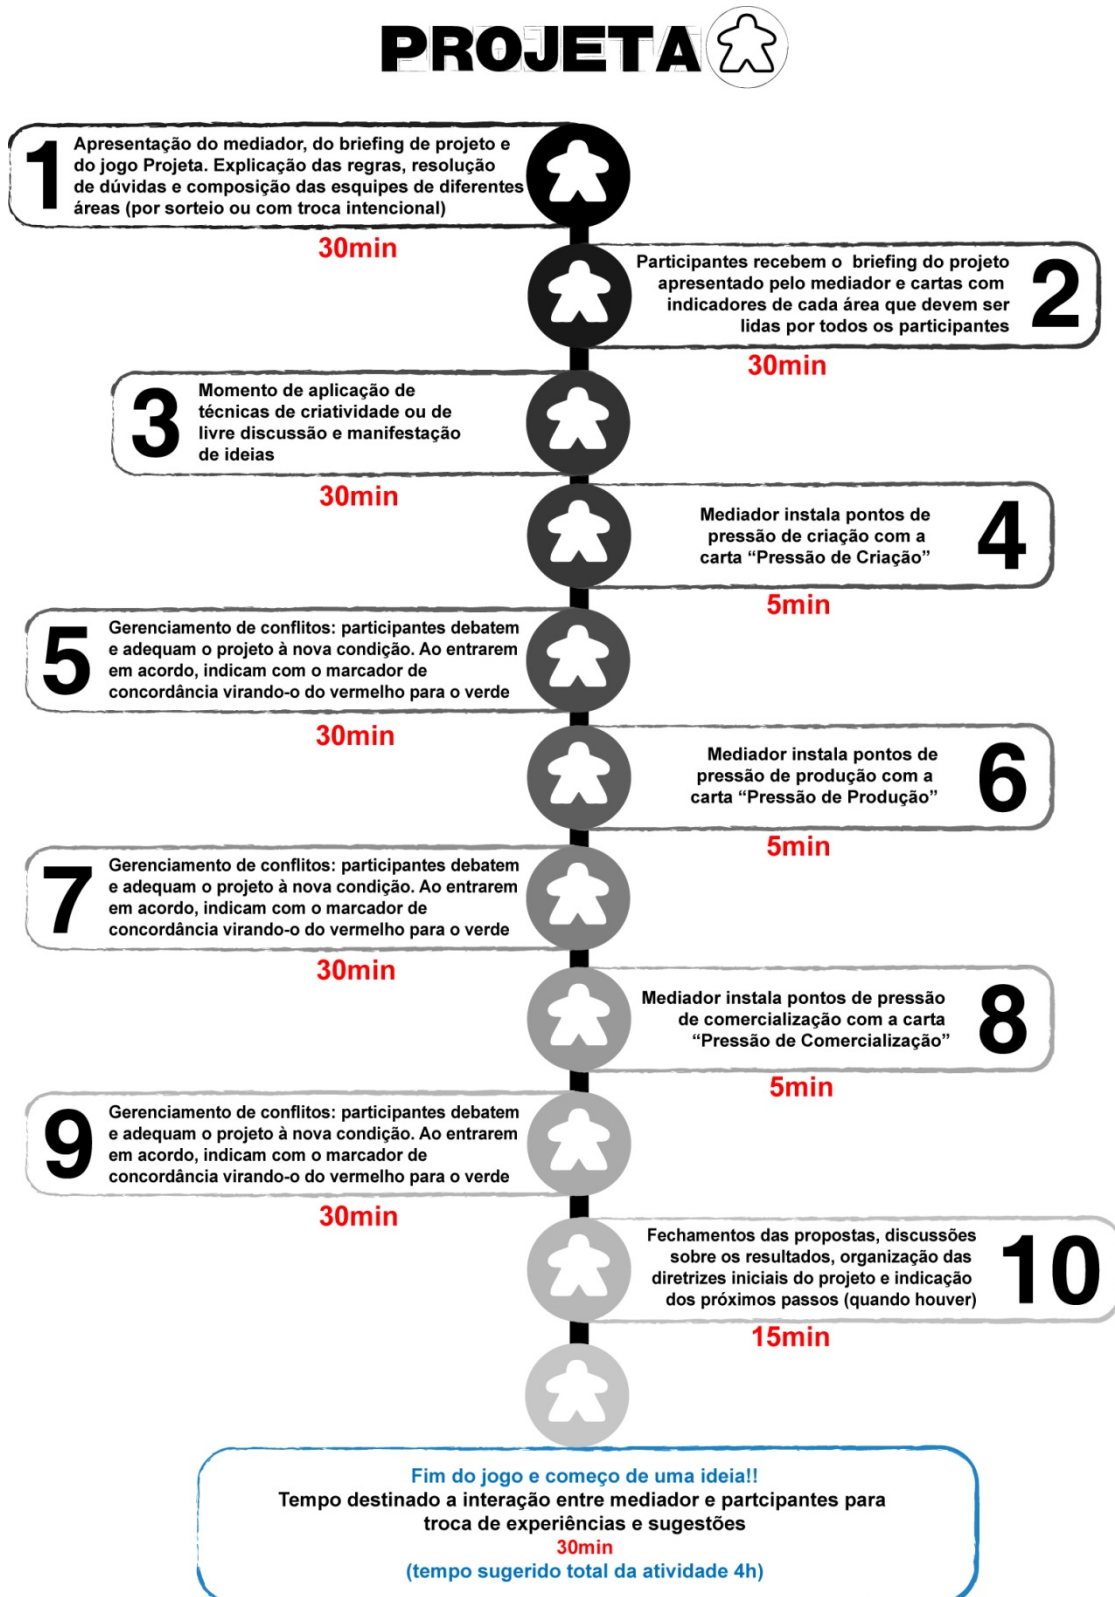 PROJETA
1
Apresentação do mediador, do briefing de projeto e
do jogo Projeta. Explicação das regras, resolução
de dúvidas e composição das esquipes de diferentes
áreas (por sorteio ou com troca intencional)
30min
Participantes recebem o briefing do projeto
apresentado pelo mediador e cartas com
indicadores de cada área que devem ser
lidas por todos os participantes
2
30min
3
Momento de aplicação de
técnicas de criatividade ou de
livre discussão e manifestação
de ideias
30min
Mediador instala pontos de
pressão de criação com a
carta “Pressão de Criação”
4
5min
5
Gerenciamento de conflitos: participantes debatem
e adequam o projeto à nova condição. Ao entrarem
em acordo, indicam com o marcador de
concordância virando-o do vermelho para o verde
30min
Mediador instala pontos de
pressão de produção com a
carta “Pressão de Produção”
6
5min
7
Gerenciamento de conflitos: participantes debatem
e adequam o projeto à nova condição. Ao entrarem
em acordo, indicam com o marcador de
concordância virando-o do vermelho para o verde
30min
Mediador instala pontos de pressão
de comercialização com a carta
“Pressão de Comercialização”
8
5min
9
Gerenciamento de conflitos: participantes debatem
e adequam o projeto à nova condição. Ao entrarem
em acordo, indicam com o marcador de
concordância virando-o do vermelho para o verde
30min
Fechamentos das propostas, discussões
sobre os resultados, organização das
diretrizes iniciais do projeto e indicação
dos próximos passos (quando houver)
10
15min
Fim do jogo e começo de uma ideia!!
Tempo destinado a interação entre mediador e partcipantes para
troca de experiências e sugestões
30min
(tempo sugerido total da atividade 4h)